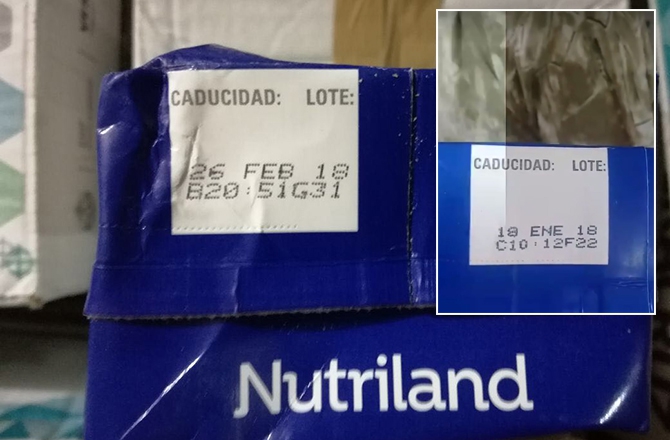 CADUCIDAD: LOTE:
26 FEB 18
B20:51G31
Nutriland
CADUCIDAD: LOTE:
18 ENE 18
C10:12F22